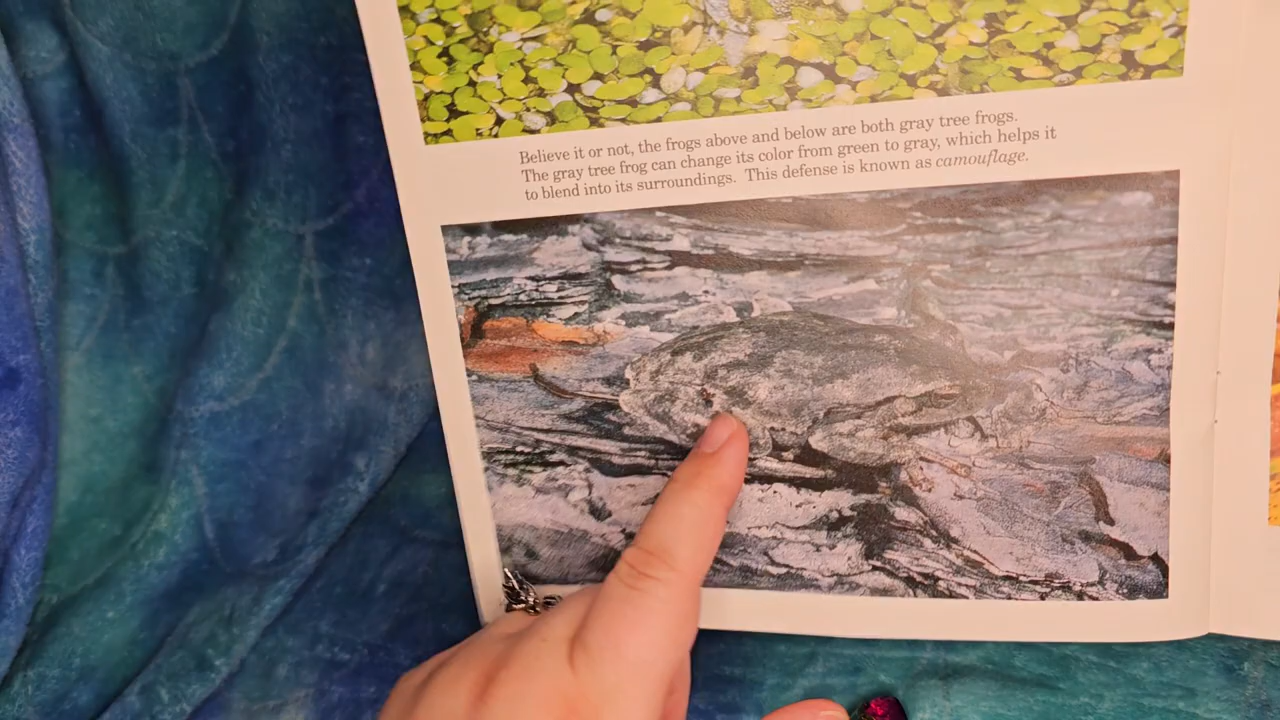 Believe it or not, the frogs above and below are both gray tree frogs.
The gray tree frog can change its color from green to gray, which helps it
to blend into its surroundings. This defense is known as camouflage.